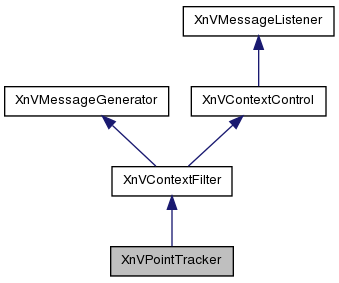 XnVMessageListener
XnVMessageGenerator
XnVContextControl
XnVContextFilter
XnVPointTracker